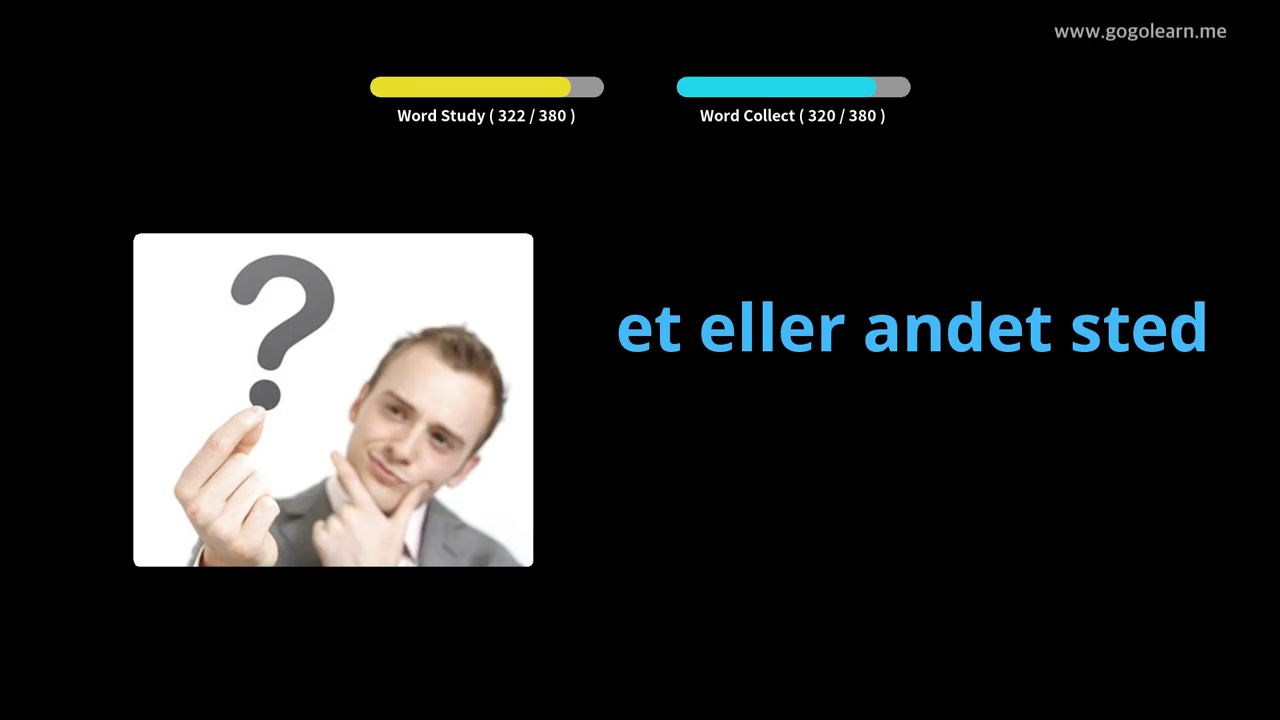 www.gogolearn.me
Word Study ( 322 / 380 )
Word Collect ( 320 / 380 )
?
et eller andet sted